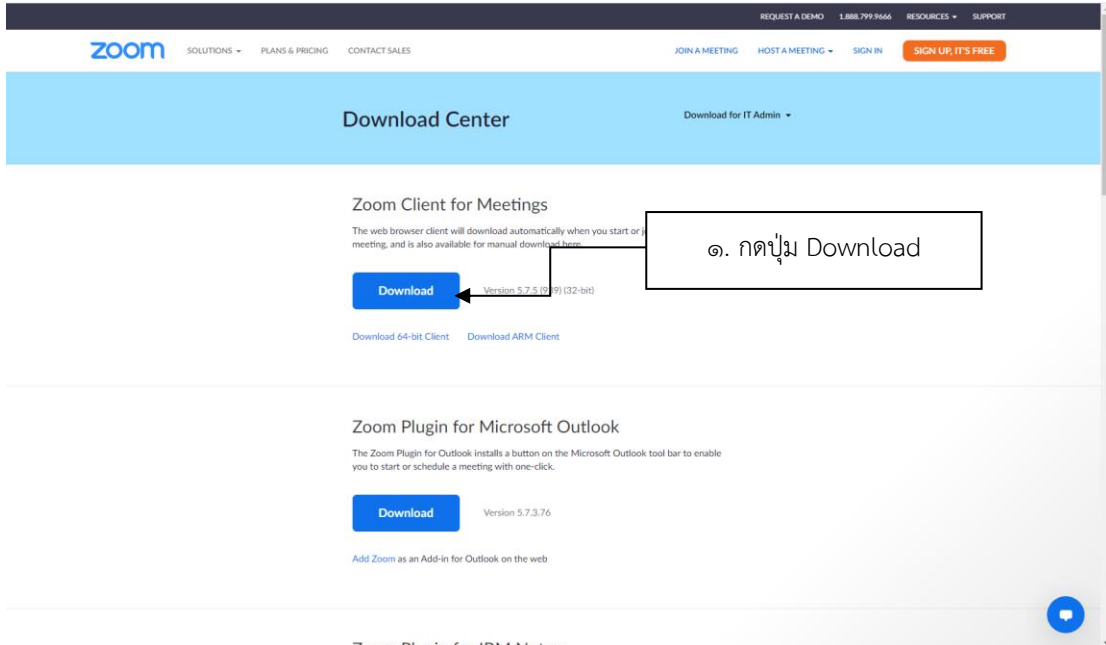 REQUEST A DEMO 1.888.799.9666 RESOURCES SUPPORT
zoom SOLUTIONS PLANS & PRICING CONTACT SALES JOIN A MEETING HOST A MEETING SIGN IN SIGN UP, IT'S FREE
Download Center Download for IT Admin
Zoom Client for Meetings
The web browser client will download automatically when you start or
meeting, and is also available for manual download here.
๑. กดปุ่ม Download
Download Version 5.7.5 (939) (32-bit)
Download 64-bit Client Download ARM Client
Zoom Plugin for Microsoft Outlook
The Zoom Plugin for Outlook installs a button on the Microsoft Outlook tool bar to enable
you to start or schedule a meeting with one-click.
Download Version 5.7.3.76
Add Zoom as an Add-in for Outlook on the web